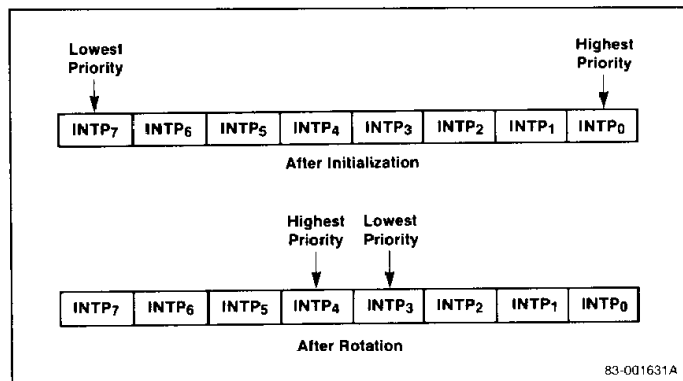 Lowest Priority
Highest Priority
INTP7 INTP6 INTP5 INTP4 INTP3 INTP2 INTP1 INTP0
After Initialization
Highest Priority
Lowest Priority
INTP7 INTP6 INTP5 INTP4 INTP3 INTP2 INTP1 INTP0
After Rotation
83-001631A